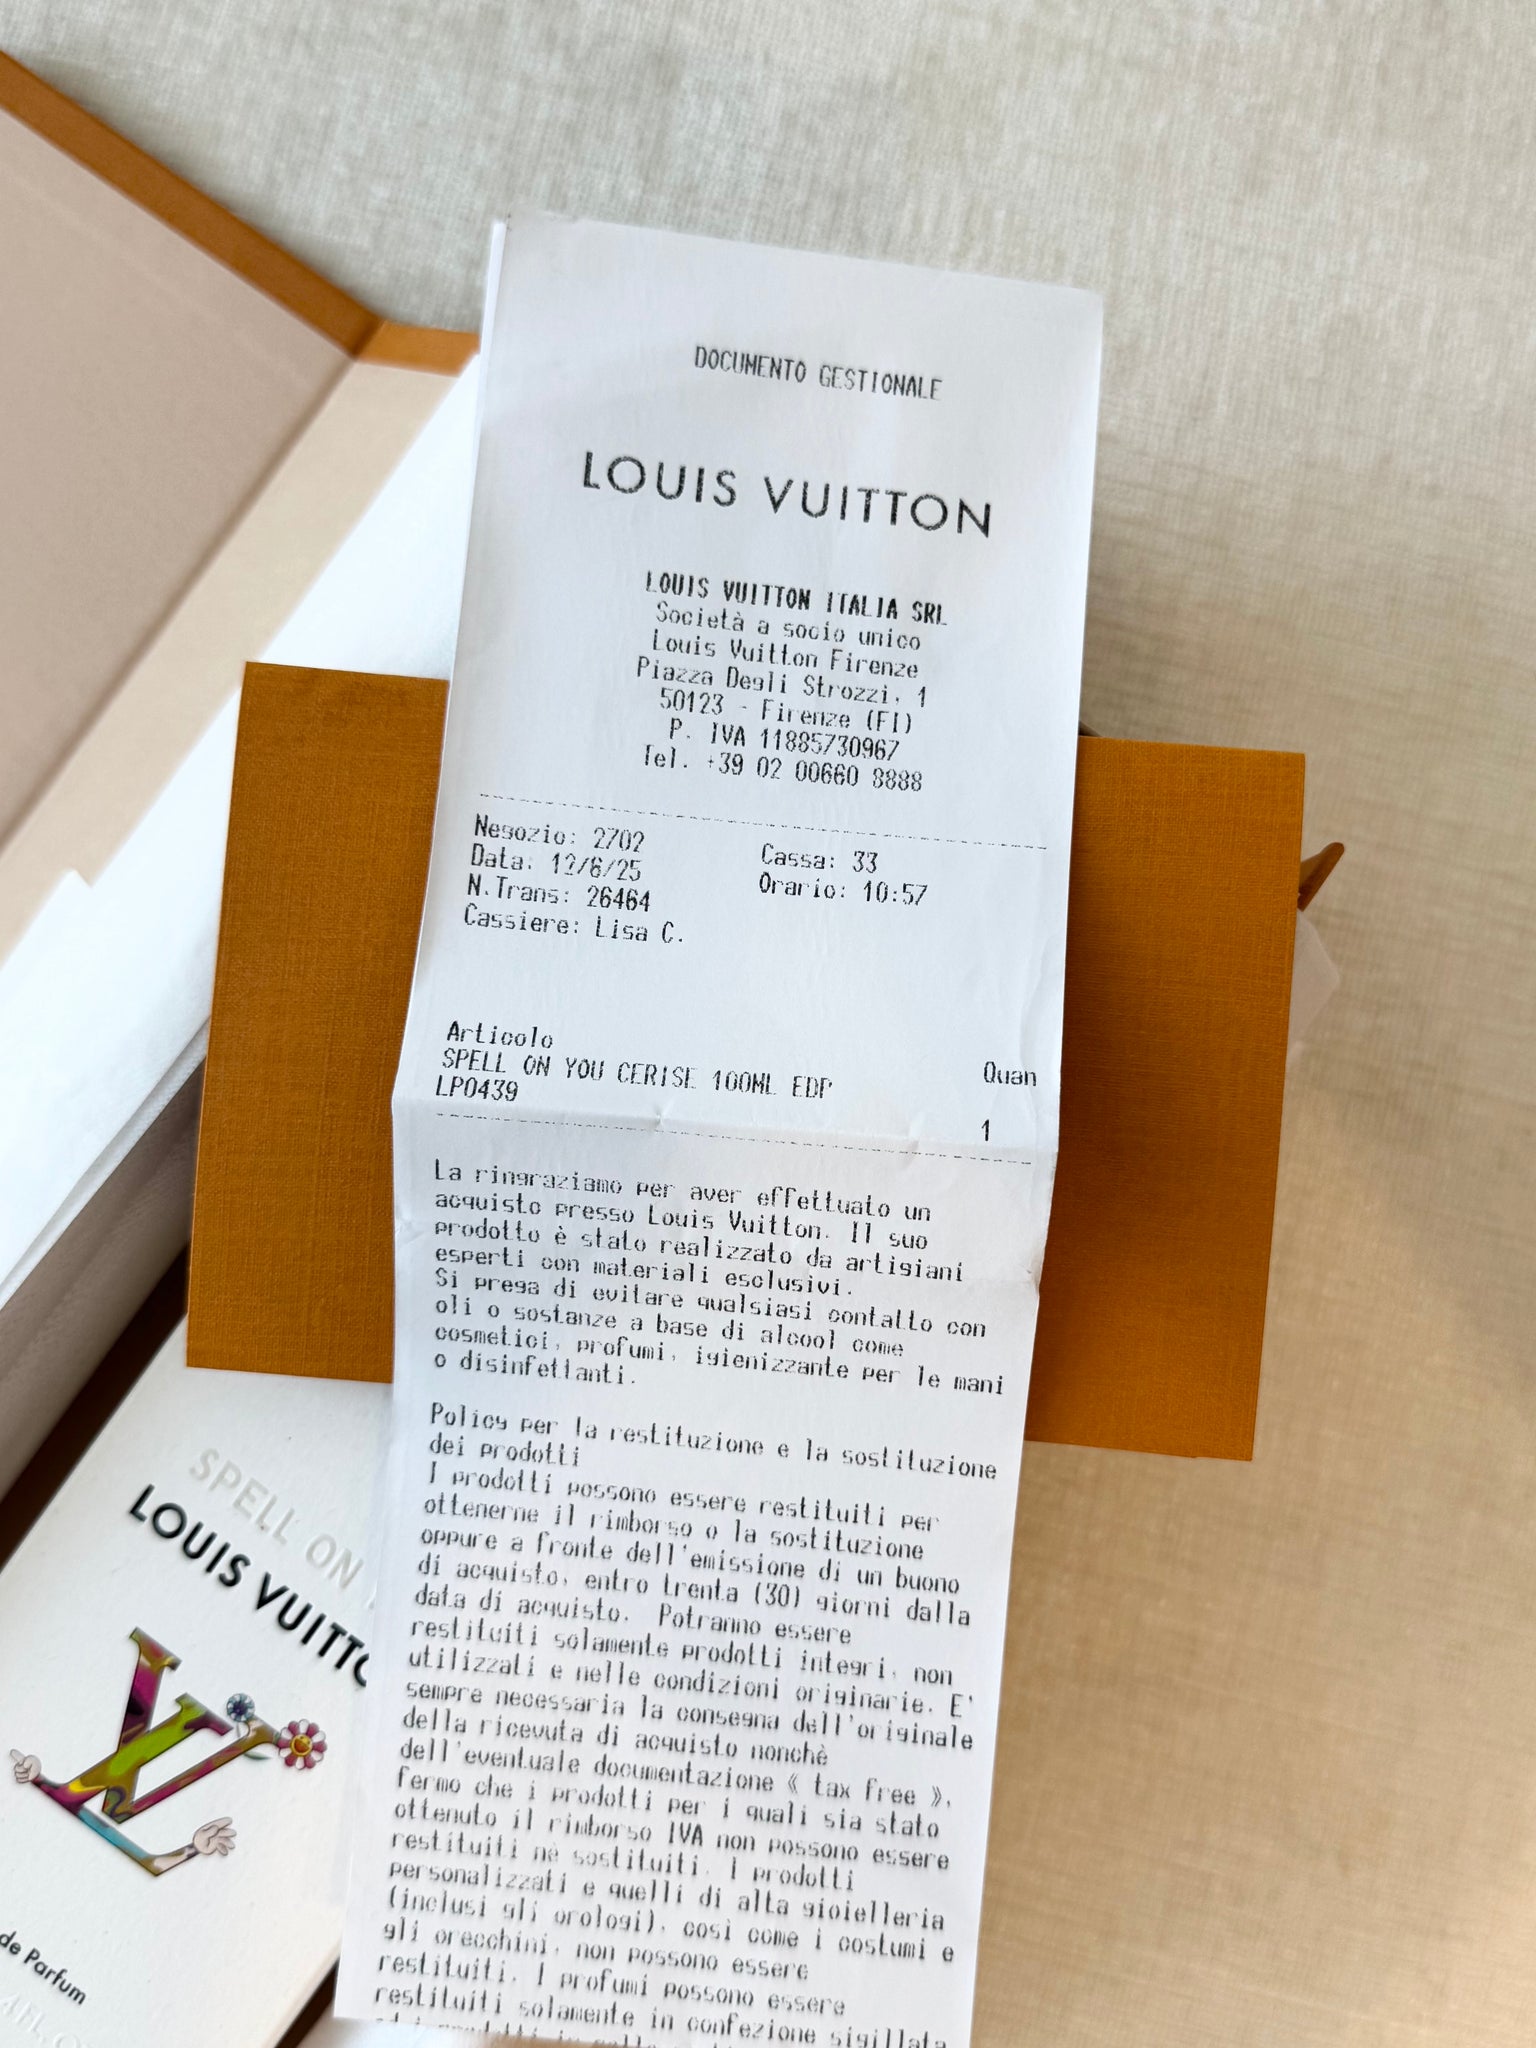 DOCUMENTO GESTIONALE
LOUIS VUITTON
LOUIS VUITTON ITALIA SRL
Società a socio unico
Louis Vuitton Firenze
Piazza Degli Strozzi, 1
50123 - Firenze (FI)
P. IVA 11885730967
Tel. +39 02 00660 8888
Negozio: 2702
Data: 12/6/25
Cassa: 33
N.Trans: 26464
Orario: 10:57
Cassiere: Lisa C.
Articolo
Quan
SPELL ON YOU CERISE 100ML EDP
LP0439
1
La ringraziamo per aver effettuato un
acquisto presso Louis Vuitton. Il suo
prodotto è stato realizzato da artigiani
esperti con materiali esclusivi.
Si prega di evitare qualsiasi contatto con
oli o sostanze a base di alcool come
cosmetici, profumi, igienizzante per le mani
o disinfettanti.
Policy per la restituzione e la sostituzione
dei prodotti
I prodotti possono essere restituiti per
ottenerne il rimborso o la sostituzione
oppure a fronte dell'emissione di un buono
di acquisto, entro trenta (30) giorni dalla
data di acquisto. Potranno essere
restituiti solamente prodotti integri, non
utilizzati e nelle condizioni originarie. E'
sempre necessaria la consegna dell'originale
della ricevuta di acquisto nonchè
dell'eventuale documentazione « tax free »,
fermo che i prodotti per i quali sia stato
ottenuto il rimborso IVA non possono essere
restituiti nè sostituiti. I prodotti
personalizzati e quelli di alta gioielleria
(inclusi gli orologi), così come i costumi e
gli orecchini, non possono essere
restituiti. I profumi possono essere
restituiti solamente in confezione sigillata
SPELL ON
LOUIS VUITTO
LV
de Parfum